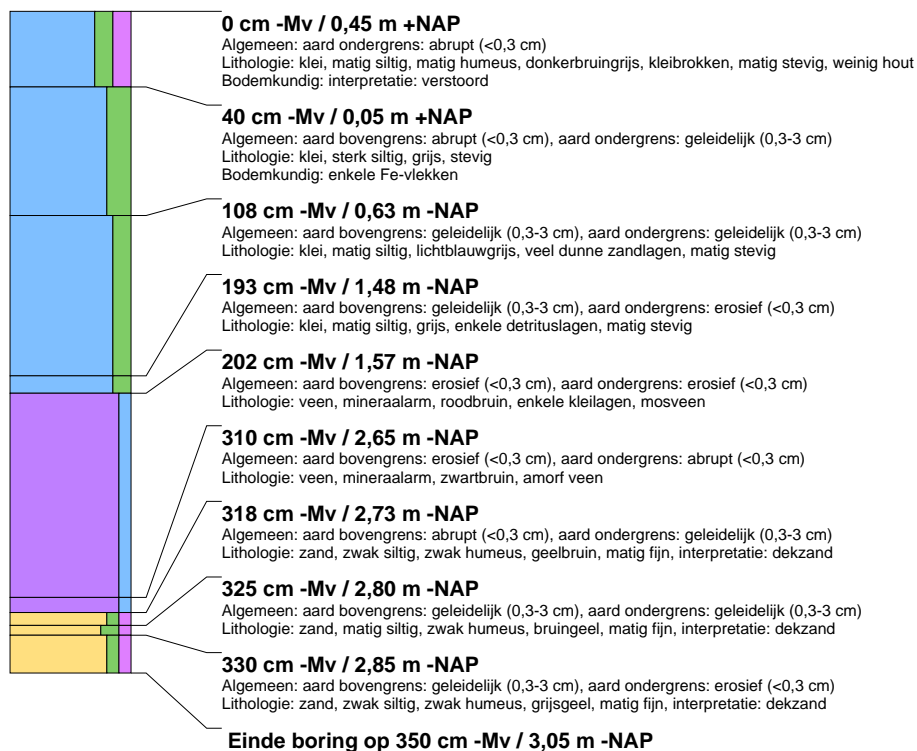 0 cm -Mv / 0,45 m +NAP
Algemeen: aard ondergrens: abrupt (<0,3 cm)
Lithologie: klei, matig siltig, matig humeus, donkerbruingrijs, kleibrokken, matig stevig, weinig hout
Bodemkundig: interpretatie: verstoord
40 cm -Mv / 0,05 m +NAP
Algemeen: aard bovengrens: abrupt (<0,3 cm), aard ondergrens: geleidelijk (0,3-3 cm)
Lithologie: klei, sterk siltig, grijs, stevig
Bodemkundig: enkele Fe-vlekken
108 cm -Mv / 0,63 m -NAP
Algemeen: aard bovengrens: geleidelijk (0,3-3 cm), aard ondergrens: geleidelijk (0,3-3 cm)
Lithologie: klei, matig siltig, lichtblauwgrijs, veel dunne zandlagen, matig stevig
193 cm -Mv / 1,48 m -NAP
Algemeen: aard bovengrens: geleidelijk (0,3-3 cm), aard ondergrens: erosief (<0,3 cm)
Lithologie: klei, matig siltig, grijs, enkele detrituslagen, matig stevig
202 cm -Mv / 1,57 m -NAP
Algemeen: aard bovengrens: erosief (<0,3 cm), aard ondergrens: erosief (<0,3 cm)
Lithologie: veen, mineraalarm, roodbruin, enkele kleilagen, mosveen
310 cm -Mv / 2,65 m -NAP
Algemeen: aard bovengrens: erosief (<0,3 cm), aard ondergrens: abrupt (<0,3 cm)
Lithologie: veen, mineraalarm, zwartbruin, amorf veen
318 cm -Mv / 2,73 m -NAP
Algemeen: aard bovengrens: abrupt (<0,3 cm), aard ondergrens: geleidelijk (0,3-3 cm)
Lithologie: zand, zwak siltig, zwak humeus, geelbruin, matig fijn, interpretatie: dekzand
325 cm -Mv / 2,80 m -NAP
Algemeen: aard bovengrens: geleidelijk (0,3-3 cm), aard ondergrens: geleidelijk (0,3-3 cm)
Lithologie: zand, matig siltig, zwak humeus, bruingeel, matig fijn, interpretatie: dekzand
330 cm -Mv / 2,85 m -NAP
Algemeen: aard bovengrens: geleidelijk (0,3-3 cm), aard ondergrens: erosief (<0,3 cm)
Lithologie: zand, zwak siltig, zwak humeus, grijsgeel, matig fijn, interpretatie: dekzand
Einde boring op 350 cm -Mv / 3,05 m -NAP